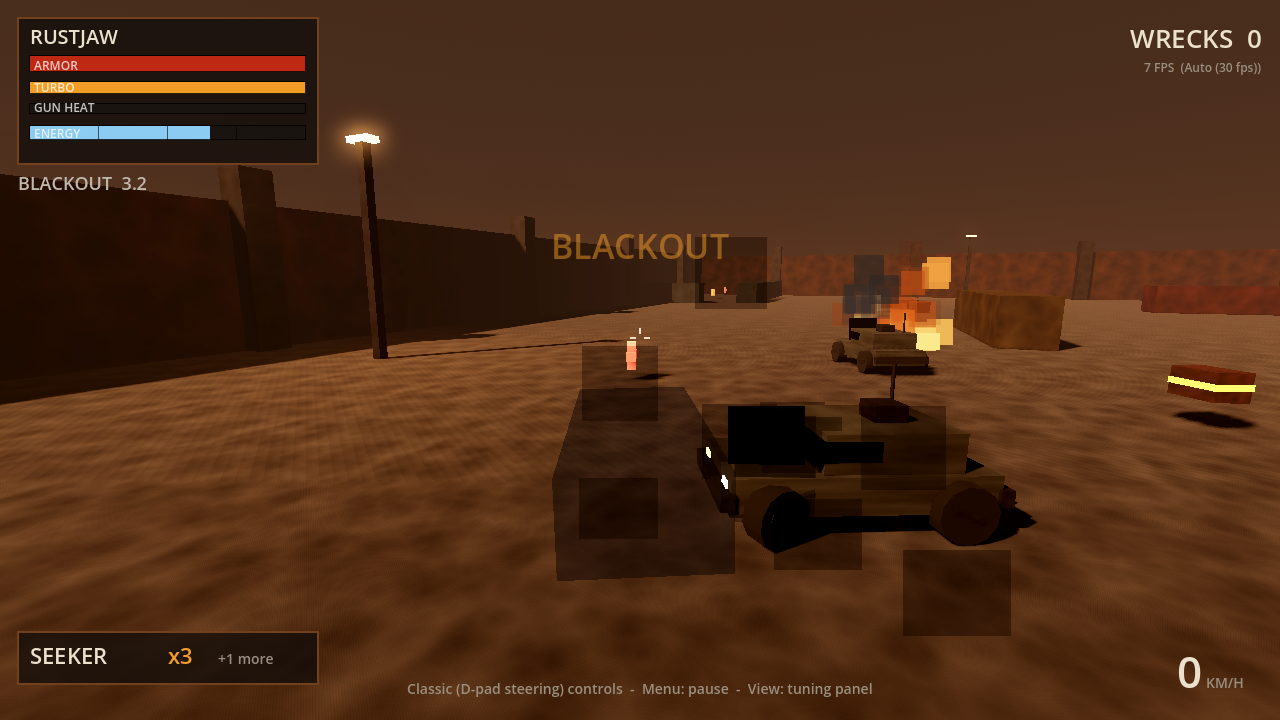 RUSTJAW
ARMOR
TURBO
GUN HEAT
ENERGY
BLACKOUT 3.2
WRECKS 0
7 FPS (Auto (30 fps))
BLACKOUT
SEEKER x3 +1 more
Classic (D-pad steering) controls - Menu: pause - View: tuning panel
0 KM/H